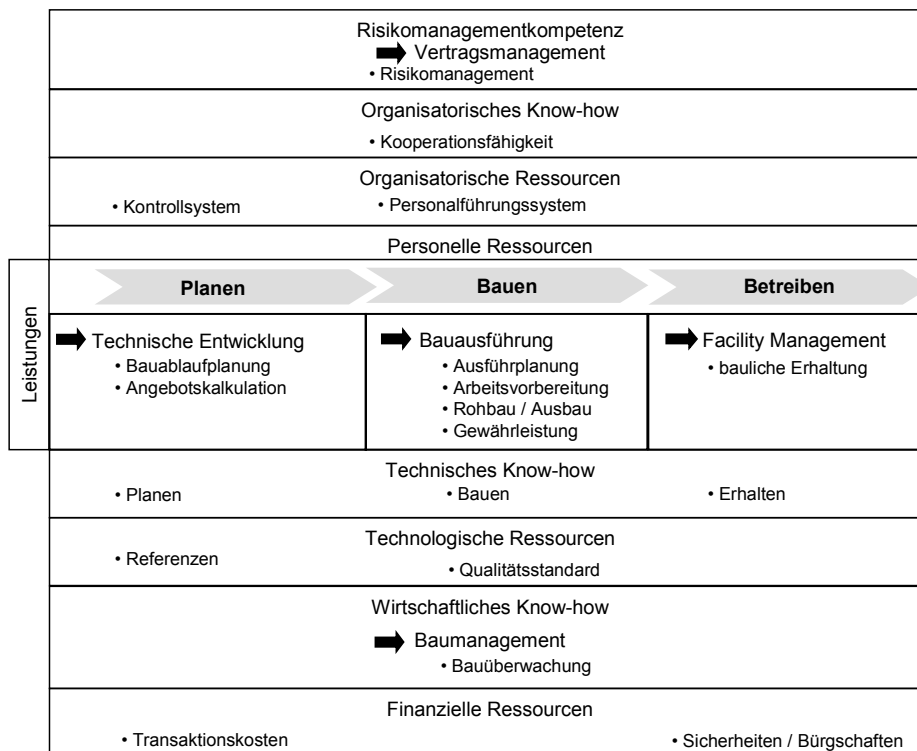 Risikomanagementkompetenz
Vertragsmanagement
• Risikomanagement
Organisatorisches Know-how
• Kooperationsfähigkeit
Organisatorische Ressourcen
• Kontrollsystem • Personalführungssystem
Personelle Ressourcen
Leistungen
Planen Bauen Betreiben
Technische Entwicklung
• Bauablaufplanung
• Angebotskalkulation
Bauausführung
• Ausführplanung
• Arbeitsvorbereitung
• Rohbau / Ausbau
• Gewährleistung
Facility Management
• bauliche Erhaltung
Technisches Know-how
• Planen • Bauen • Erhalten
Technologische Ressourcen
• Referenzen
• Qualitätsstandard
Wirtschaftliches Know-how
Baumanagement
• Bauüberwachung
Finanzielle Ressourcen
• Transaktionskosten • Sicherheiten / Bürgschaften